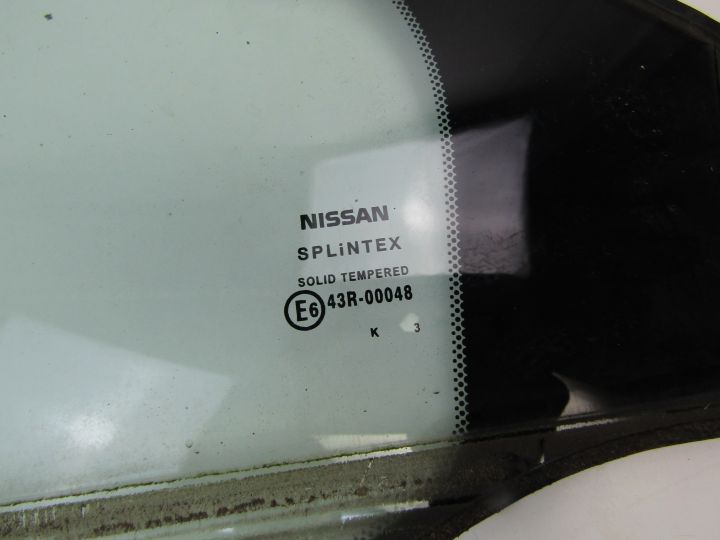 NISSAN
SPLiNTEX
SOLID TEMPERED
E6 43R-00048
K 3